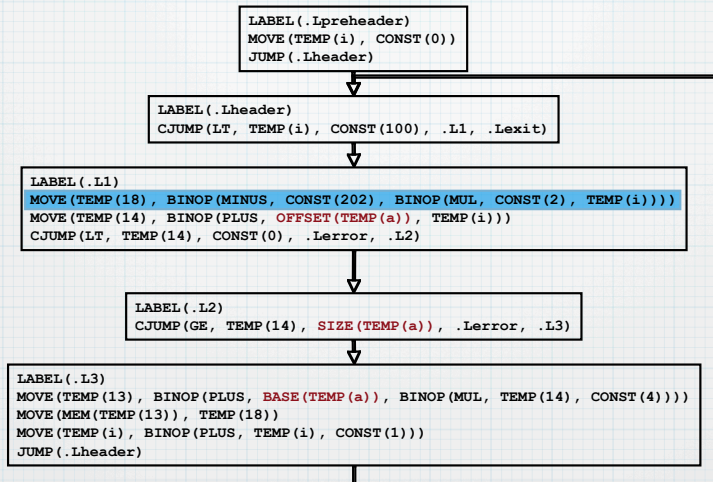 LABEL(.Lpreheader)
MOVE(TEMP(i), CONST(0))
JUMP(.Lheader)
LABEL(.Lheader)
CJUMP(LT, TEMP(i), CONST(100), .L1, .Lexit)
LABEL(.L1)
MOVE(TEMP(18), BINOP(MINUS, CONST(202), BINOP(MUL, CONST(2), TEMP(i))))
MOVE(TEMP(14), BINOP(PLUS, OFFSET(TEMP(a)), TEMP(i)))
CJUMP(LT, TEMP(14), CONST(0), .Lerror, .L2)
LABEL(.L2)
CJUMP(GE, TEMP(14), SIZE(TEMP(a)), .Lerror, .L3)
LABEL(.L3)
MOVE(TEMP(13), BINOP(PLUS, BASE(TEMP(a)), BINOP(MUL, TEMP(14), CONST(4))))
MOVE(MEM(TEMP(13)), TEMP(18))
MOVE(TEMP(i), BINOP(PLUS, TEMP(i), CONST(1)))
JUMP(.Lheader)